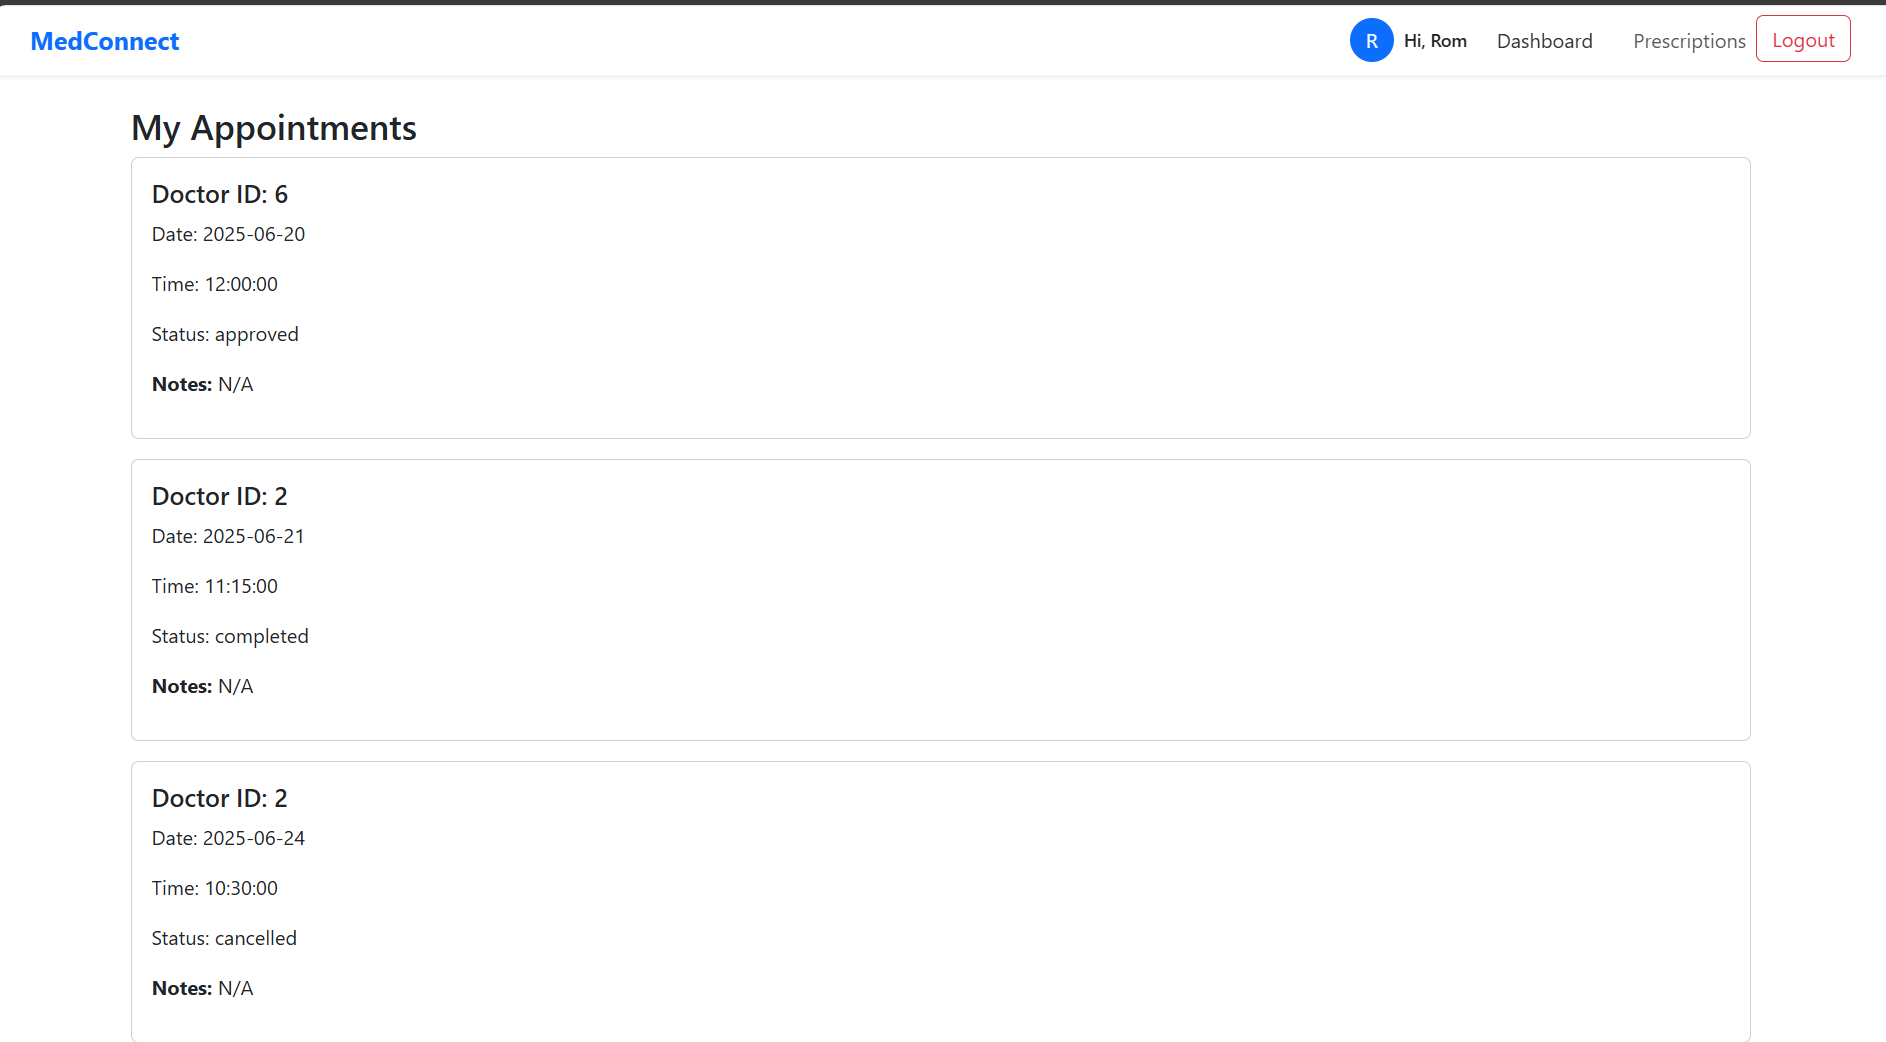 MedConnect
R Hi, Rom Dashboard Prescriptions Logout
My Appointments
Doctor ID: 6
Date: 2025-06-20
Time: 12:00:00
Status: approved
Notes: N/A
Doctor ID: 2
Date: 2025-06-21
Time: 11:15:00
Status: completed
Notes: N/A
Doctor ID: 2
Date: 2025-06-24
Time: 10:30:00
Status: cancelled
Notes: N/A